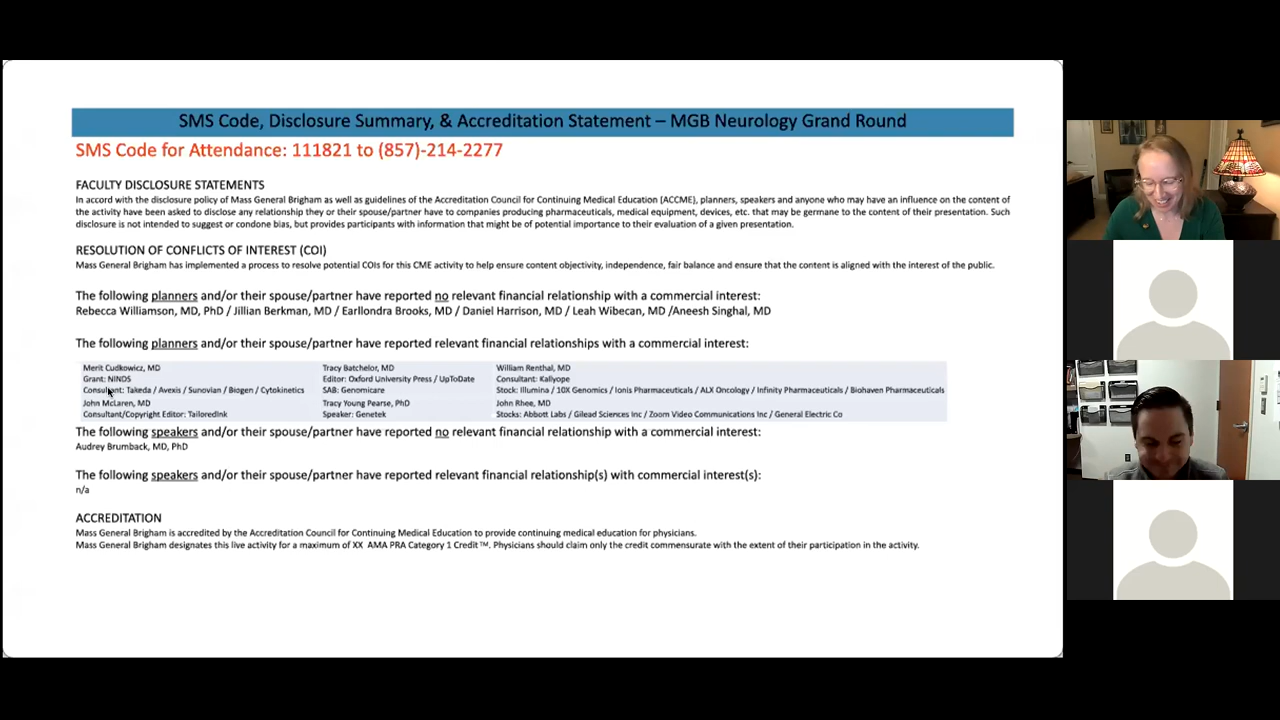 SMS Code, Disclosure Summary, & Accreditation Statement – MGB Neurology Grand Round
SMS Code for Attendance: 111821 to (857)-214-2277
FACULTY DISCLOSURE STATEMENTS
In accord with the disclosure policy of Mass General Brigham as well as guidelines of the Accreditation Council for Continuing Medical Education (ACCME), planners, speakers and anyone who may have an influence on the content of
the activity have been asked to disclose any relationship they or their spouse/partner have to companies producing pharmaceuticals, medical equipment, devices, etc. that may be germane to the content of their presentation. Such
disclosure is not intended to suggest or condone bias, but provides participants with information that might be of potential importance to their evaluation of a given presentation.
RESOLUTION OF CONFLICTS OF INTEREST (COI)
Mass General Brigham has implemented a process to resolve potential COIs for this CME activity to help ensure content objectivity, independence, fair balance and ensure that the content is aligned with the interest of the public.
The following planners and/or their spouse/partner have reported no relevant financial relationship with a commercial interest:
Rebecca Williamson, MD, PhD / Jillian Berkman, MD / Earllondra Brooks, MD / Daniel Harrison, MD / Leah Wibecan, MD /Aneesh Singhal, MD
The following planners and/or their spouse/partner have reported relevant financial relationships with a commercial interest:
Merit Cudkowicz, MD
Grant: NINDS
Consultant: Takeda / Avexis / Sunovian / Biogen / Cytokinetics
John McLaren, MD
Consultant/Copyright Editor: TailoredInk
Tracy Batchelor, MD
Editor: Oxford University Press / UpToDate
SAB: Genomicare
Tracy Young Pearse, PhD
Speaker: Genetek
William Renthal, MD
Consultant: Kallyope
Stock: Illumina / 10X Genomics / Ionis Pharmaceuticals / ALX Oncology / Infinity Pharmaceuticals / Biohaven Pharmaceuticals
John Rhee, MD
Stocks: Abbott Labs / Gilead Sciences Inc / Zoom Video Communications Inc / General Electric Co
The following speakers and/or their spouse/partner have reported no relevant financial relationship with a commercial interest:
Audrey Brumback, MD, PhD
The following speakers and/or their spouse/partner have reported relevant financial relationship(s) with commercial interest(s):
n/a
ACCREDITATION
Mass General Brigham is accredited by the Accreditation Council for Continuing Medical Education to provide continuing medical education for physicians.
Mass General Brigham designates this live activity for a maximum of XX AMA PRA Category 1 Credit™. Physicians should claim only the credit commensurate with the extent of their participation in the activity.